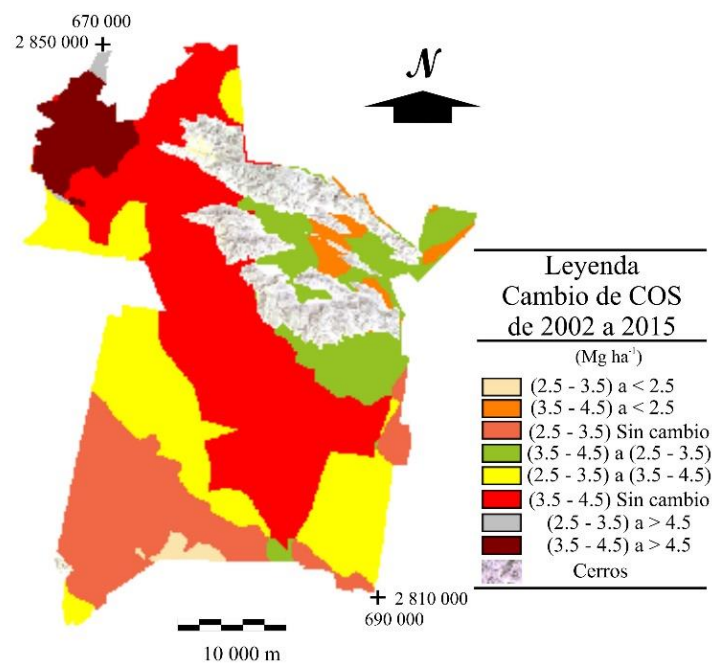 670 000
2 850 000
N
Leyenda
Cambio de COS
de 2002 a 2015
(Mg ha⁻¹)
(2.5 - 3.5) a < 2.5
(3.5 - 4.5) a < 2.5
(2.5 - 3.5) Sin cambio
(3.5 - 4.5) a (2.5 - 3.5)
(2.5 - 3.5) a (3.5 - 4.5)
(3.5 - 4.5) Sin cambio
(2.5 - 3.5) a > 4.5
(3.5 - 4.5) a > 4.5
Cerros
2 810 000
690 000
10 000 m